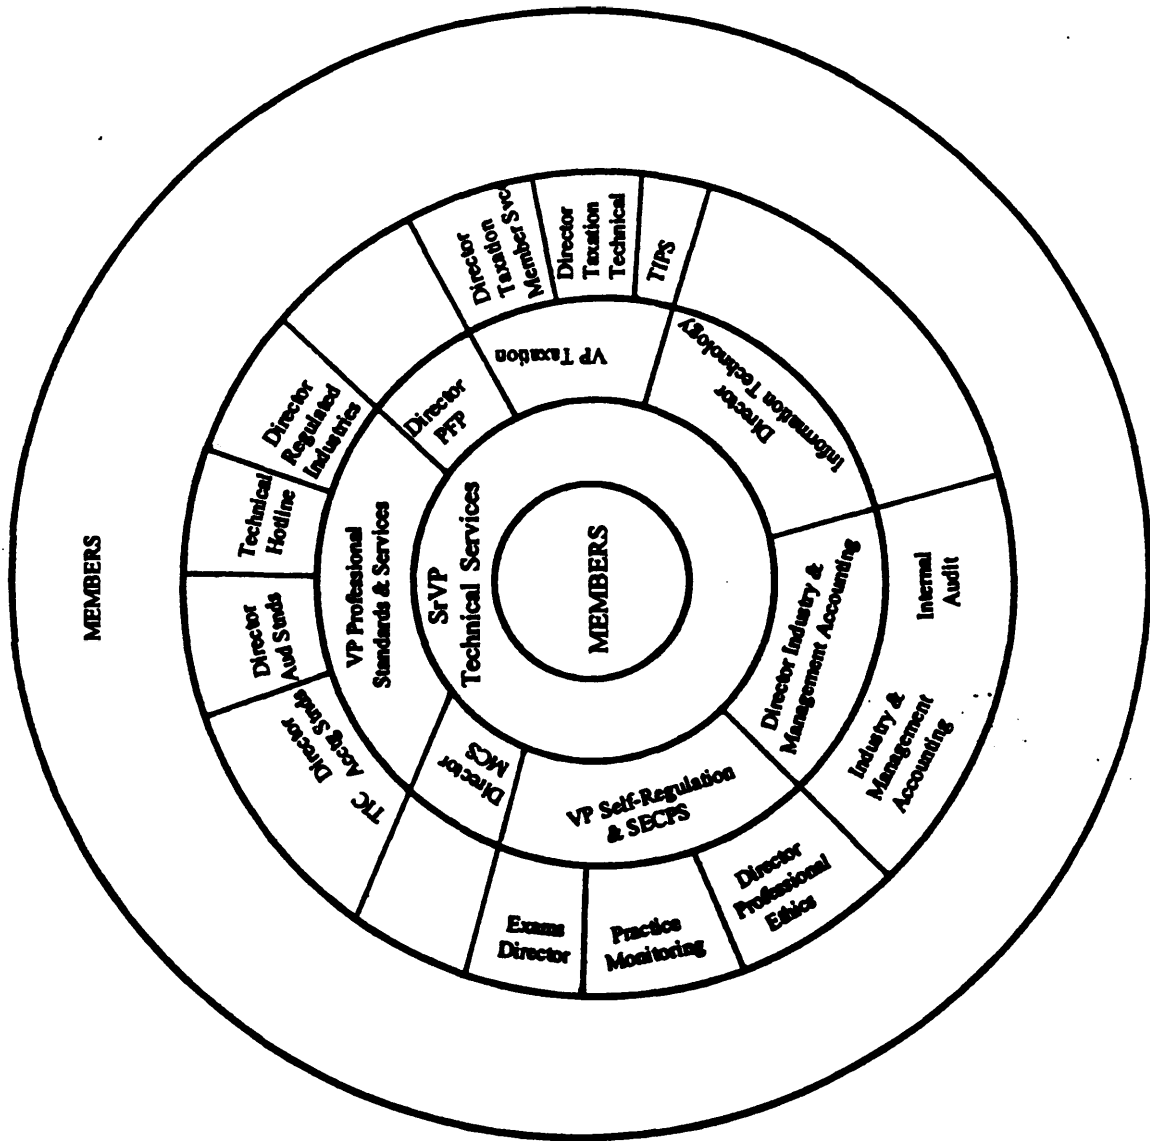 MEMBERS
Director
Regulated
Industries
Technical
Hotline
Director
Aud Stnds
Director
Acctg Stnds
TIC
Director
Taxation
Member Svc
Director
Taxation
Technical
TIPS
VP Taxation
Director
PFP
VP Professional
Standards & Services
Director
MCS
Director
Information Technology
SrVP
Technical Services
MEMBERS
Director Industry &
Management Accounting
VP Self-Regulation
& SECPS
Internal
Audit
Industry &
Management
Accounting
Director
Professional
Ethics
Practice
Monitoring
Exams
Director